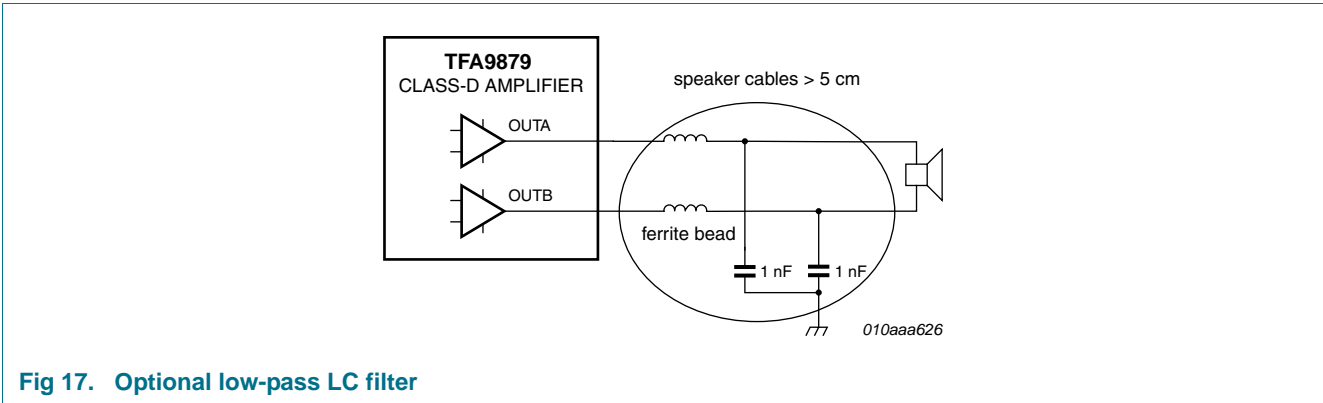 TFA9879
CLASS-D AMPLIFIER
speaker cables > 5 cm
OUTA
OUTB
ferrite bead
1 nF
1 nF
010aaa626
Fig 17. Optional low-pass LC filter